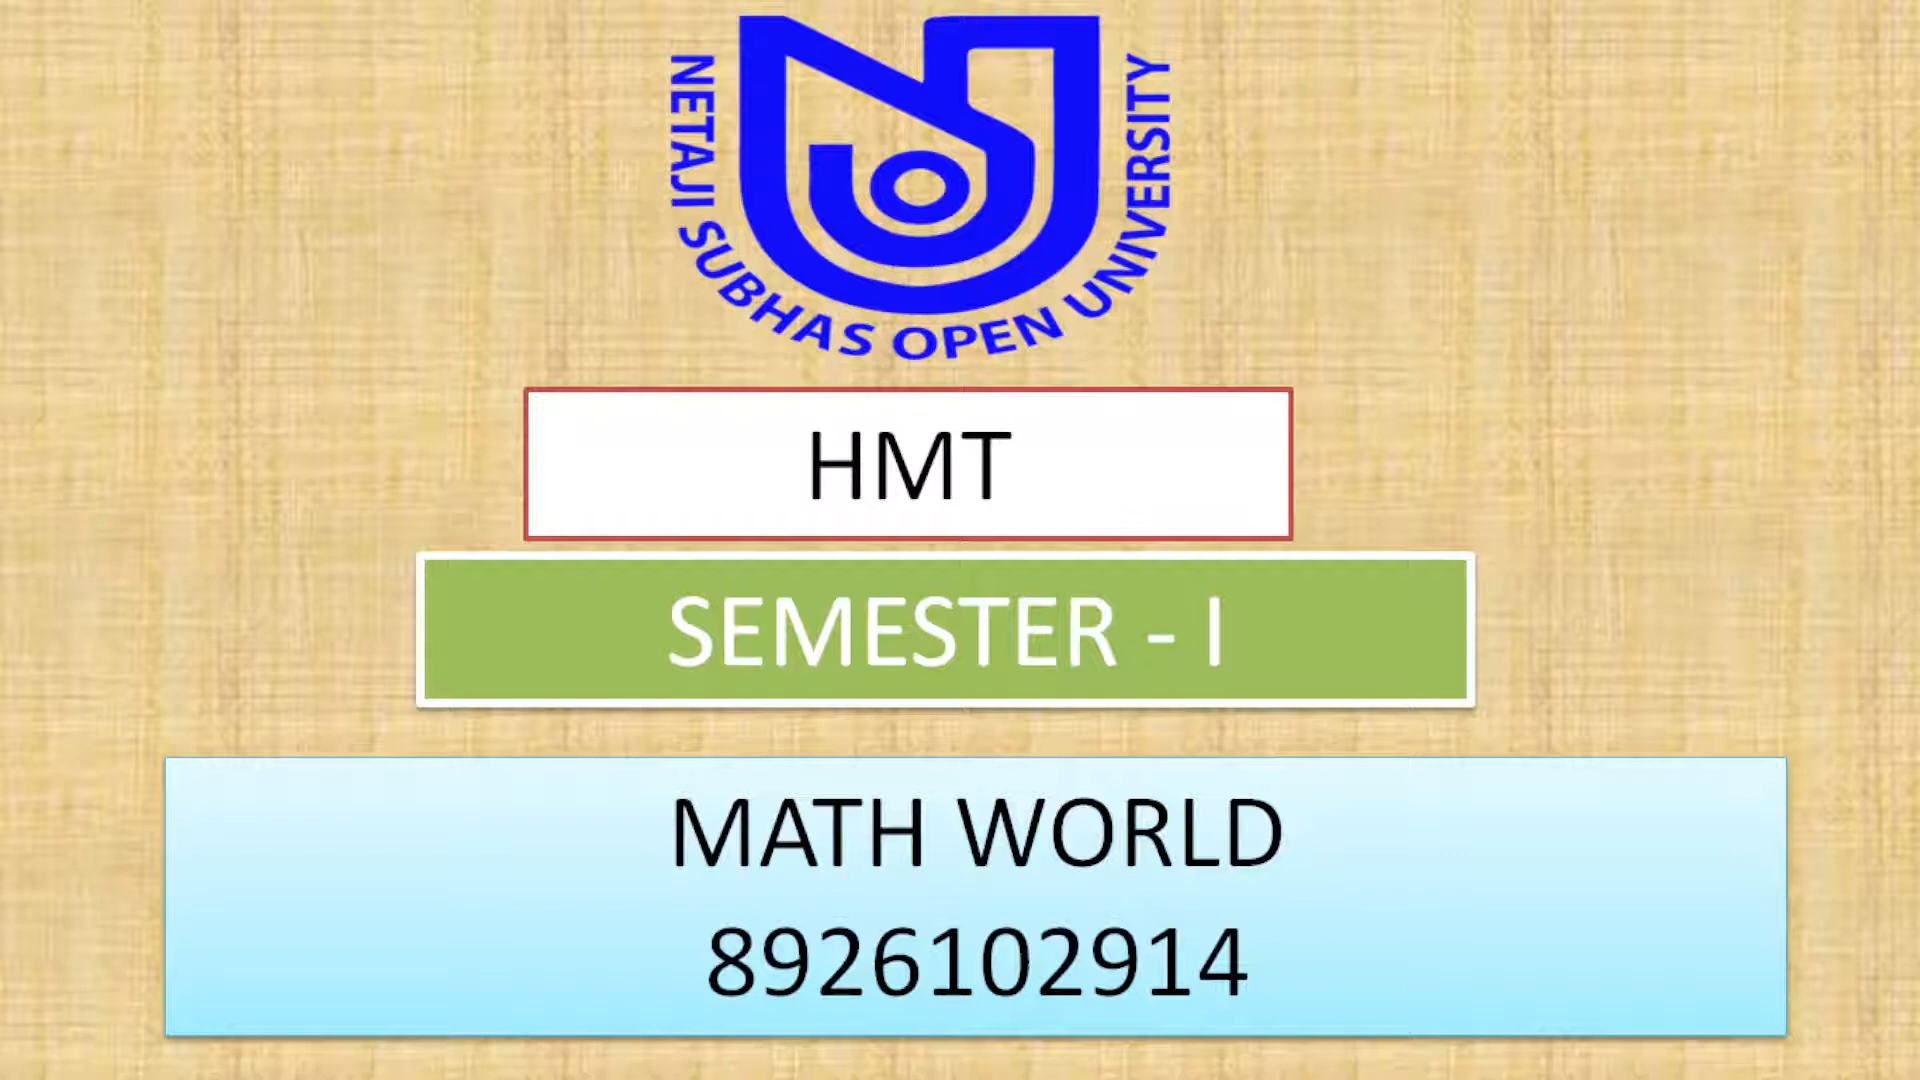 NETAJI SUBHAS OPEN UNIVERSITY
HMT
SEMESTER - I
MATH WORLD
8926102914